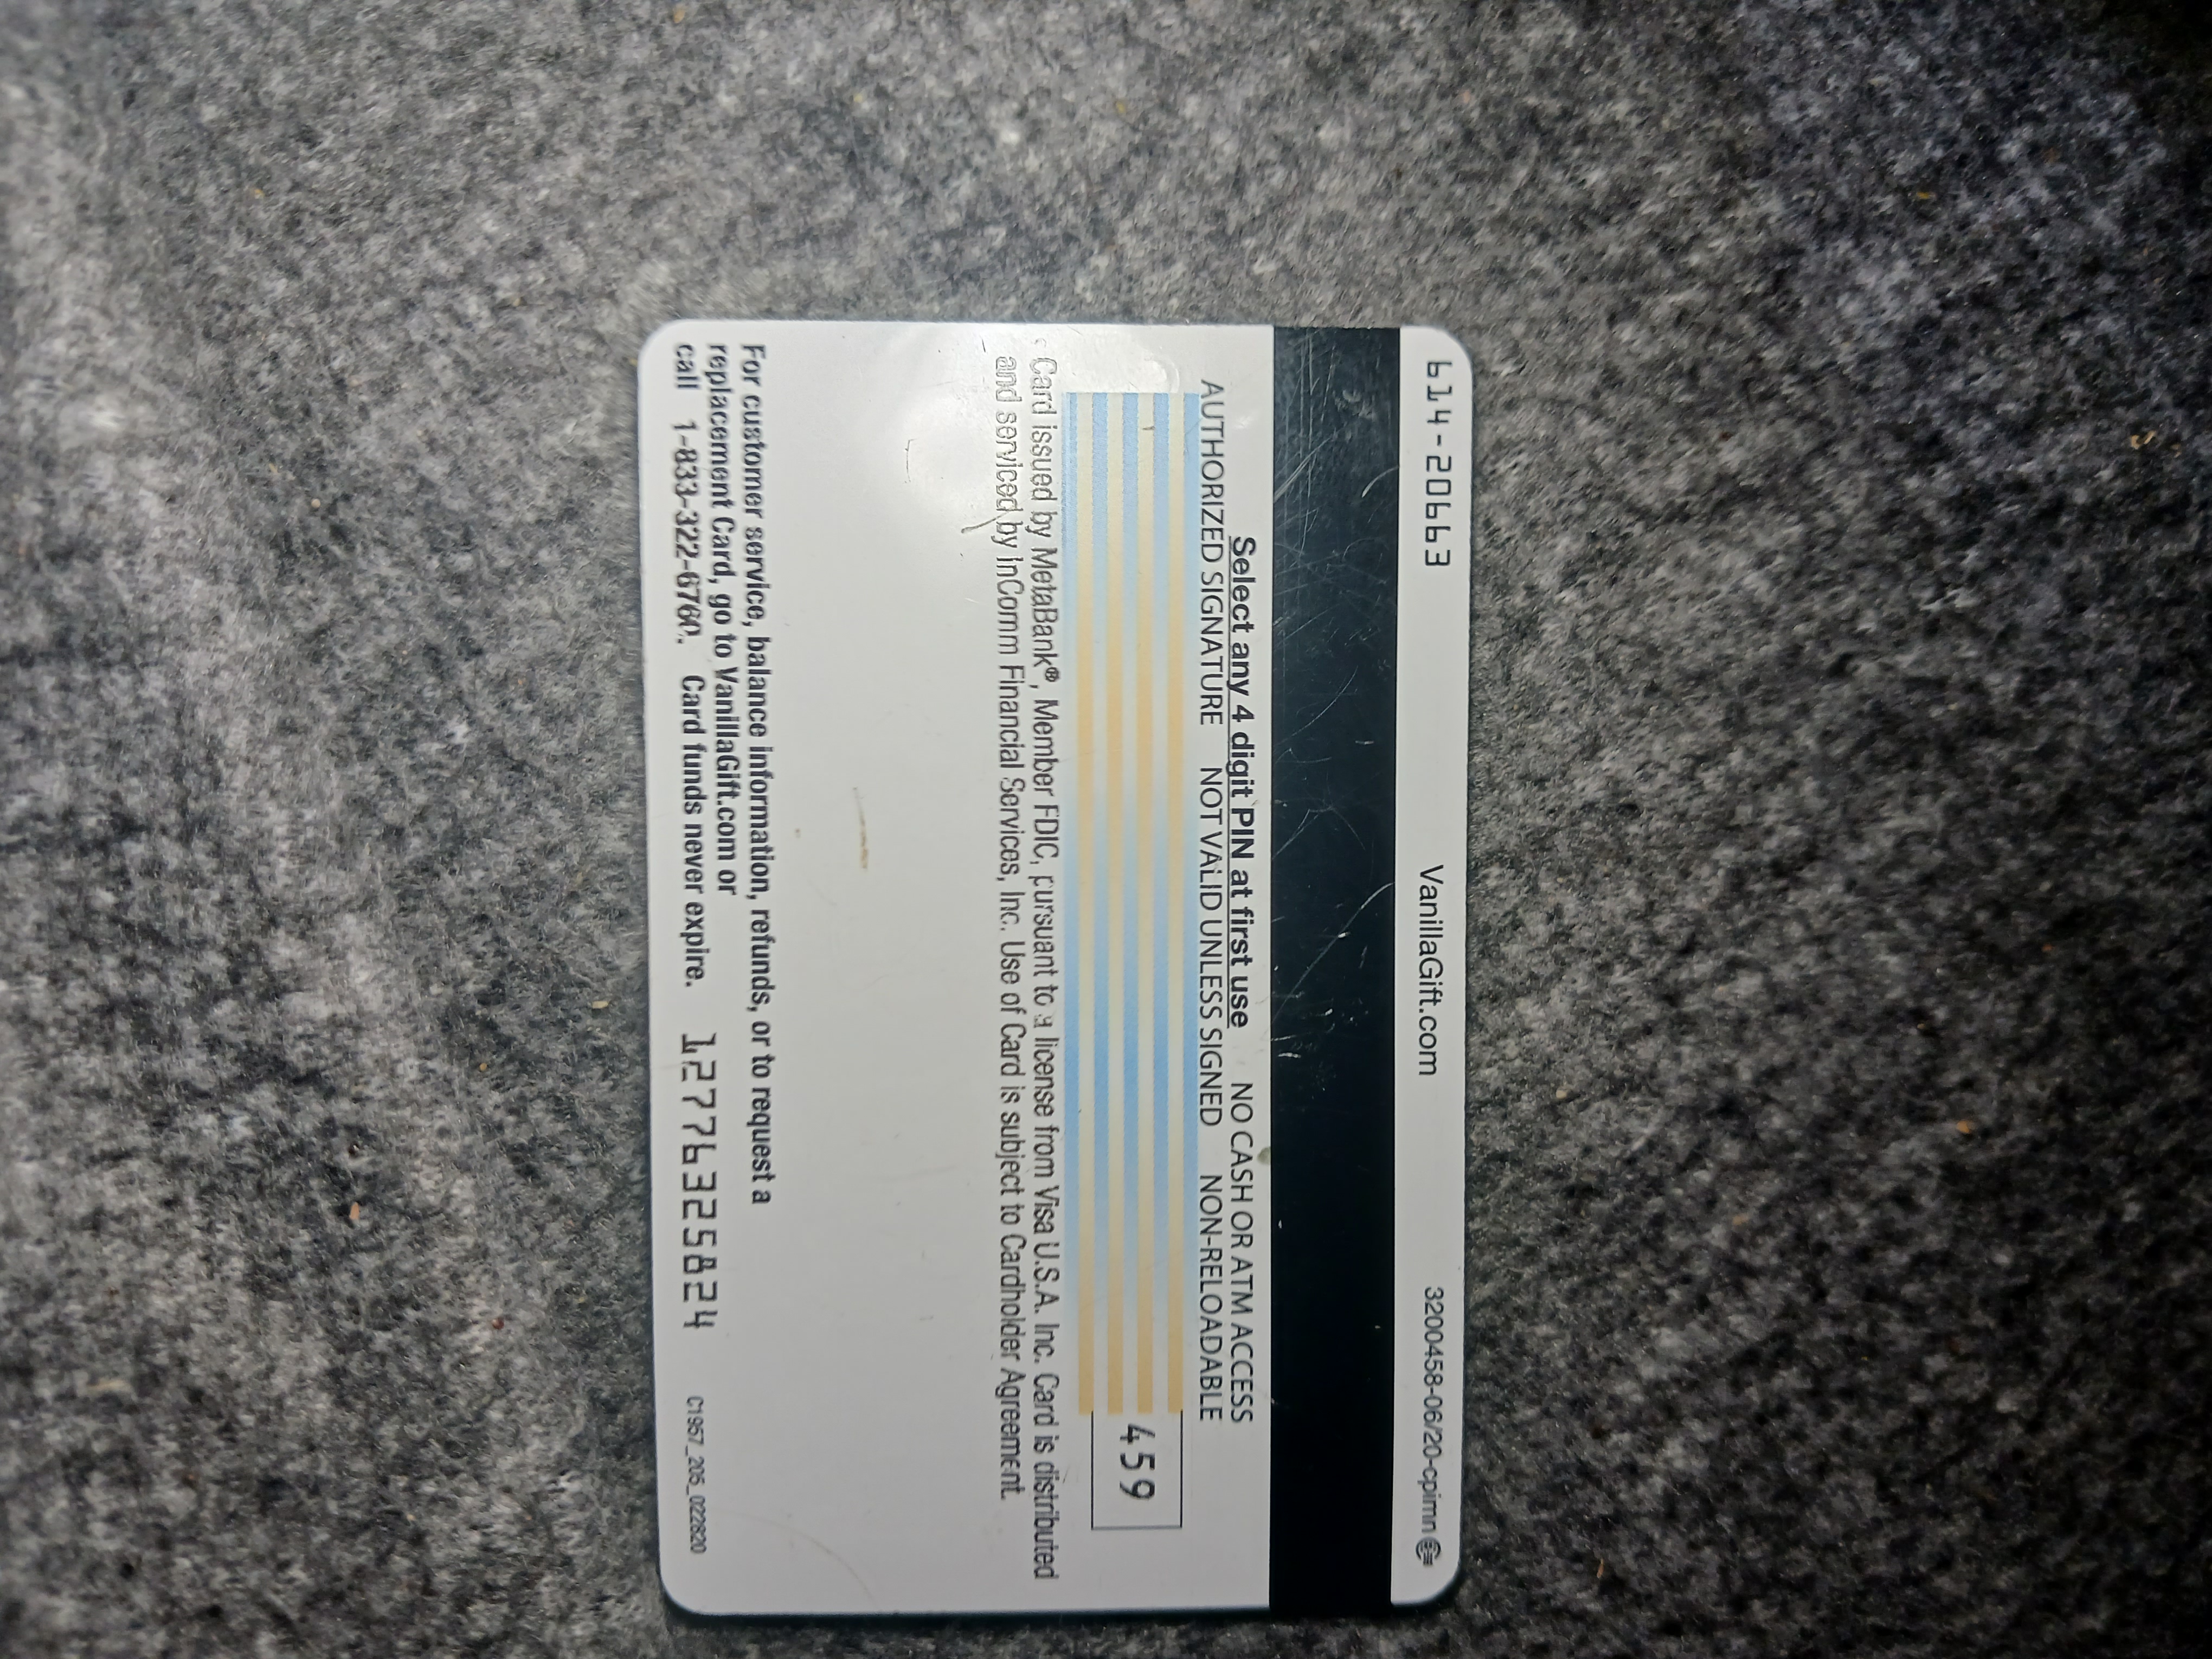 614-20663 VanillaGift.com 3200458-06/20-cpimn
Select any 4 digit PIN at first use NO CASH OR ATM ACCESS
AUTHORIZED SIGNATURE NOT VALID UNLESS SIGNED NON-RELOADABLE
459
Card issued by MetaBank®, Member FDIC, pursuant to a license from Visa U.S.A. Inc. Card is distributed
and serviced by InComm Financial Services, Inc. Use of Card is subject to Cardholder Agreement.
For customer service, balance information, refunds, or to request a
replacement Card, go to VanillaGift.com or
call 1-833-322-6760. Card funds never expire. 12776325824 C1957_205_022820